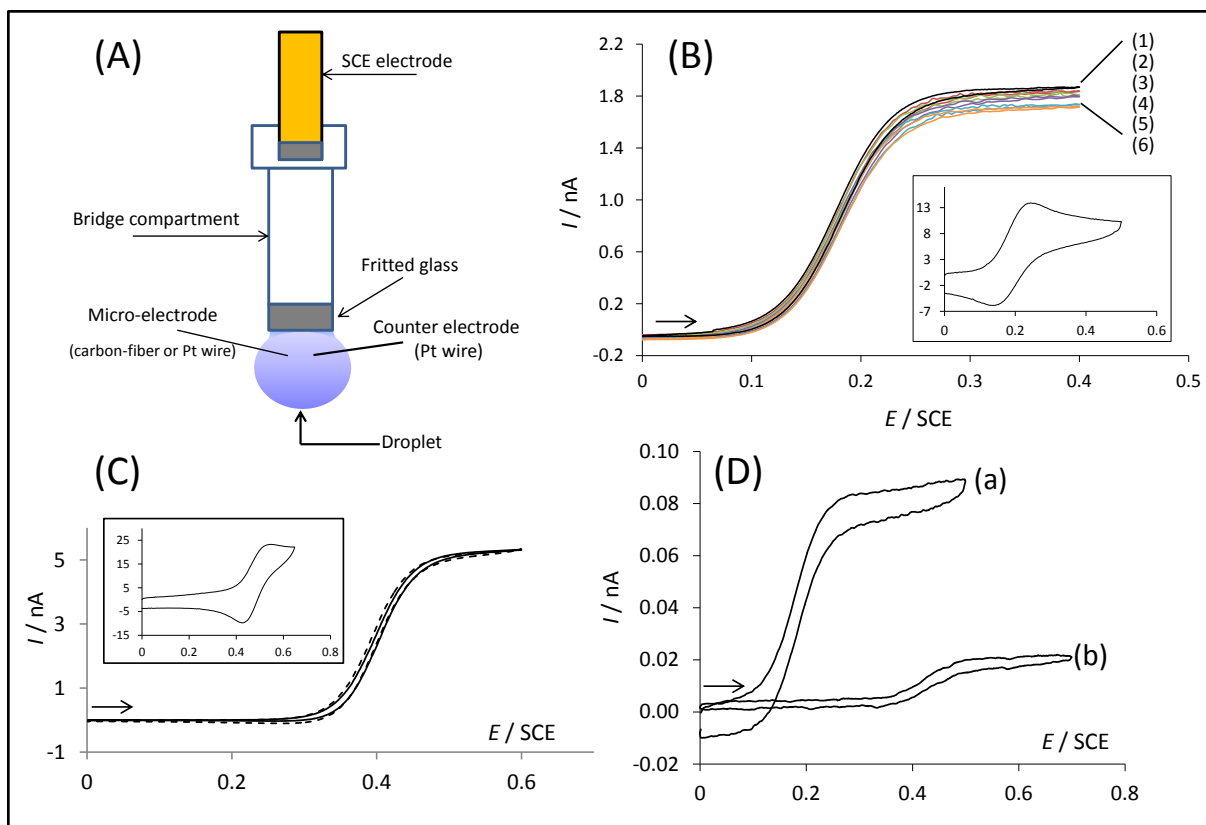 (A)
SCE electrode
Bridge compartment
Fritted glass
Micro-electrode
(carbon-fiber or Pt wire)
Counter electrode
(Pt wire)
Droplet
(B)
I / nA
2.2
1.8
1.4
1.0
0.6
0.2
-0.2
0
0.1
0.2
0.3
0.4
0.5
E / SCE
(1)
(2)
(3)
(4)
(5)
(6)
13
8
3
-2
-7
0
0.2
0.4
0.6
(C)
I / nA
5
3
1
-1
0
0.2
0.4
0.6
E / SCE
25
15
5
-5
-15
0
0.2
0.4
0.6
0.8
(D)
I / nA
0.10
0.08
0.06
0.04
0.02
0.00
-0.02
0
0.2
0.4
0.6
0.8
E / SCE
(a)
(b)